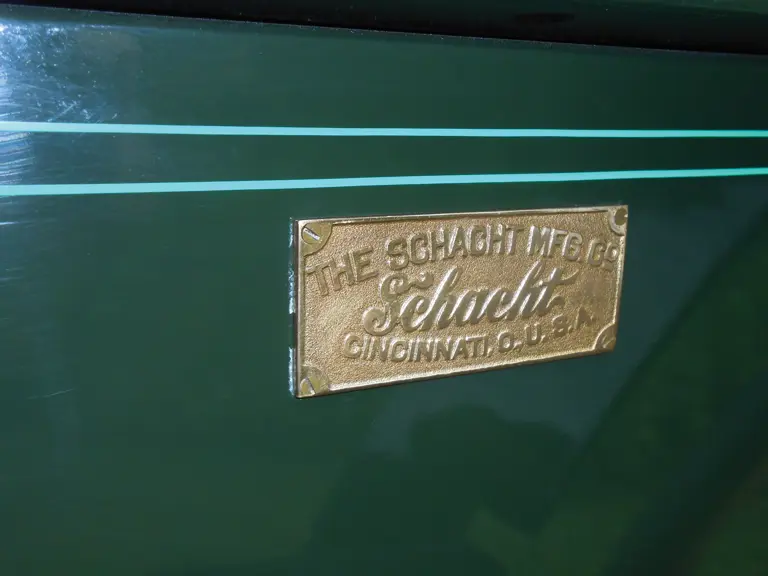 THE SCHACHT MFG. CO
Schacht
CINCINNATI, O., U. S. A.